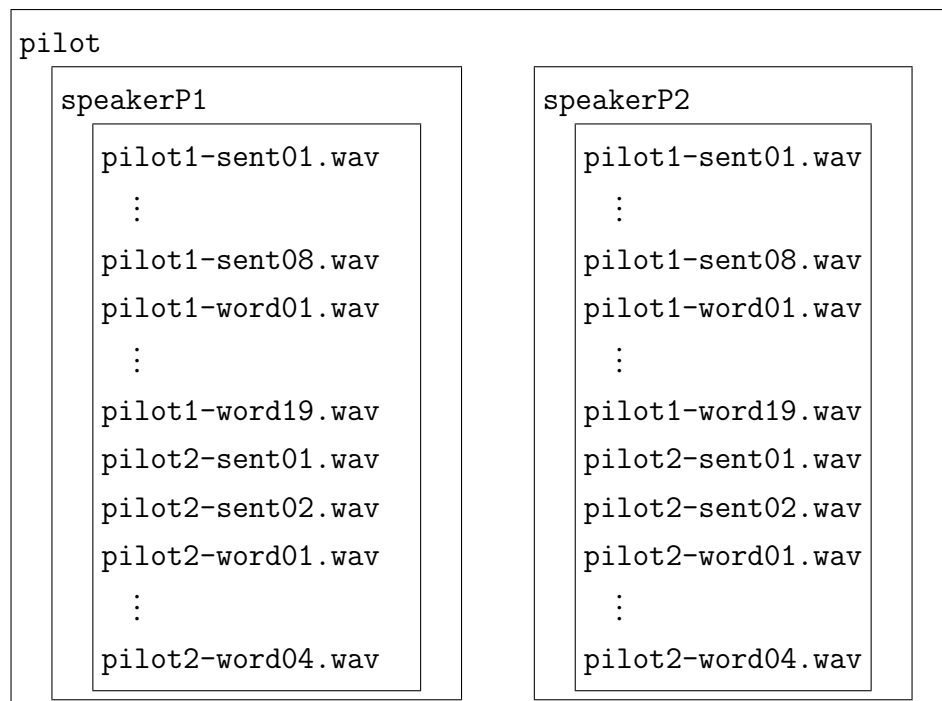 pilot
speakerP1
pilot1-sent01.wav
⋮
pilot1-sent08.wav
pilot1-word01.wav
⋮
pilot1-word19.wav
pilot2-sent01.wav
pilot2-sent02.wav
pilot2-word01.wav
⋮
pilot2-word04.wav
speakerP2
pilot1-sent01.wav
⋮
pilot1-sent08.wav
pilot1-word01.wav
⋮
pilot1-word19.wav
pilot2-sent01.wav
pilot2-sent02.wav
pilot2-word01.wav
⋮
pilot2-word04.wav